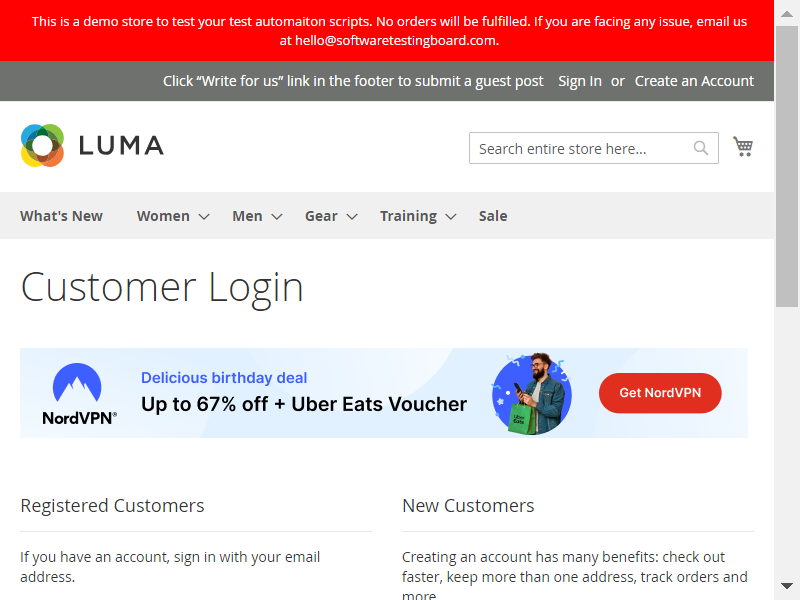 This is a demo store to test your test automaiton scripts. No orders will be fulfilled. If you are facing any issue, email us
at hello@softwaretestingboard.com.
Click “Write for us” link in the footer to submit a guest post Sign In or Create an Account
LUMA
Search entire store here...
What's New Women Men Gear Training Sale
Customer Login
NordVPN®
Delicious birthday deal
Up to 67% off + Uber Eats Voucher
Uber Eats
Get NordVPN
Registered Customers
If you have an account, sign in with your email
address.
New Customers
Creating an account has many benefits: check out
faster, keep more than one address, track orders and
more.